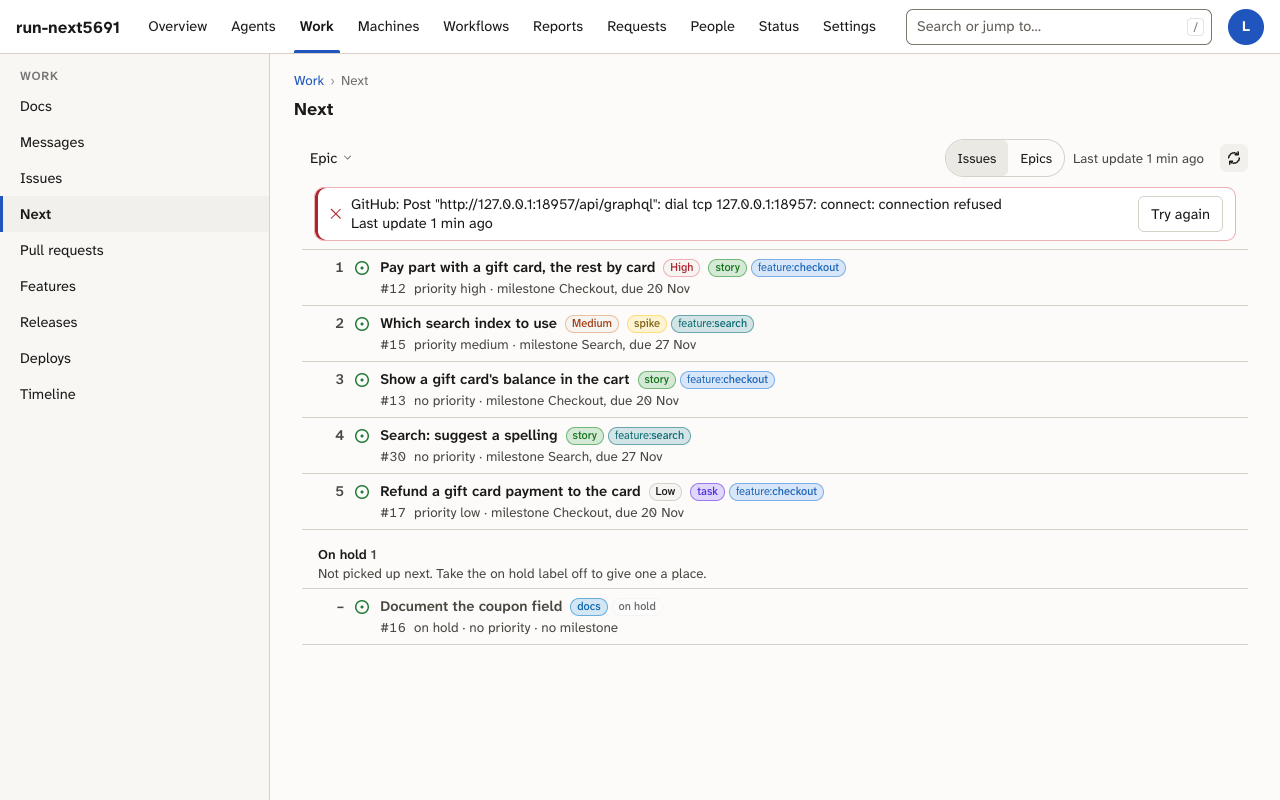 run-next5691 Overview Agents Work Machines Workflows Reports Requests People Status Settings Search or jump to... / L
WORK
Docs
Messages
Issues
Next
Pull requests
Features
Releases
Deploys
Timeline
Work › Next
Next
Epic Issues Epics Last update 1 min ago
GitHub: Post "http://127.0.0.1:18957/api/graphql": dial tcp 127.0.0.1:18957: connect: connection refused
Last update 1 min ago
Try again
1 Pay part with a gift card, the rest by card High story feature:checkout
#12 priority high · milestone Checkout, due 20 Nov
2 Which search index to use Medium spike feature:search
#15 priority medium · milestone Search, due 27 Nov
3 Show a gift card's balance in the cart story feature:checkout
#13 no priority · milestone Checkout, due 20 Nov
4 Search: suggest a spelling story feature:search
#30 no priority · milestone Search, due 27 Nov
5 Refund a gift card payment to the card Low task feature:checkout
#17 priority low · milestone Checkout, due 20 Nov
On hold 1
Not picked up next. Take the on hold label off to give one a place.
– Document the coupon field docs on hold
#16 on hold · no priority · no milestone